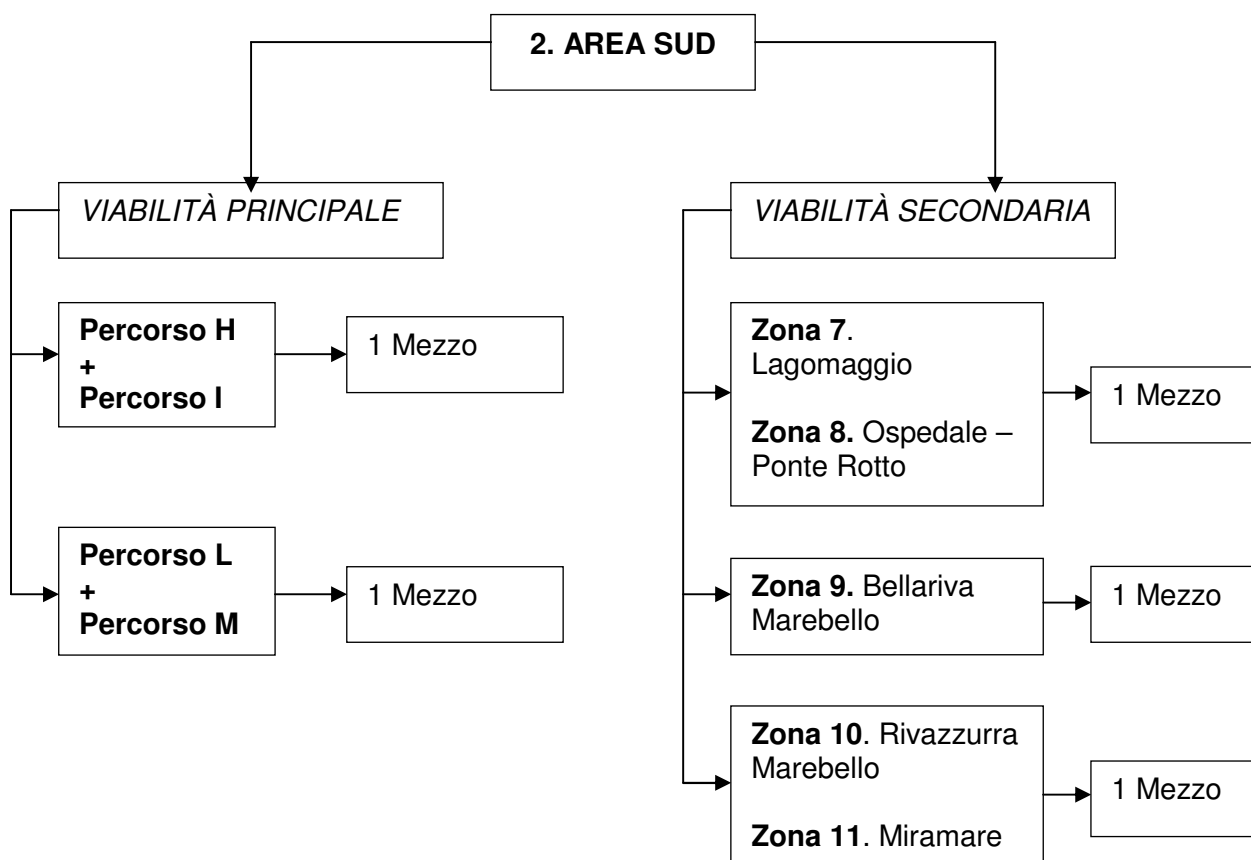 2. AREA SUD
VIABILITÀ PRINCIPALE
Percorso H
+
Percorso I
1 Mezzo
Percorso L
+
Percorso M
1 Mezzo
VIABILITÀ SECONDARIA
Zona 7.
Lagomaggio
Zona 8. Ospedale –
Ponte Rotto
1 Mezzo
Zona 9. Bellariva
Marebello
1 Mezzo
Zona 10. Rivazzurra
Marebello
Zona 11. Miramare
1 Mezzo